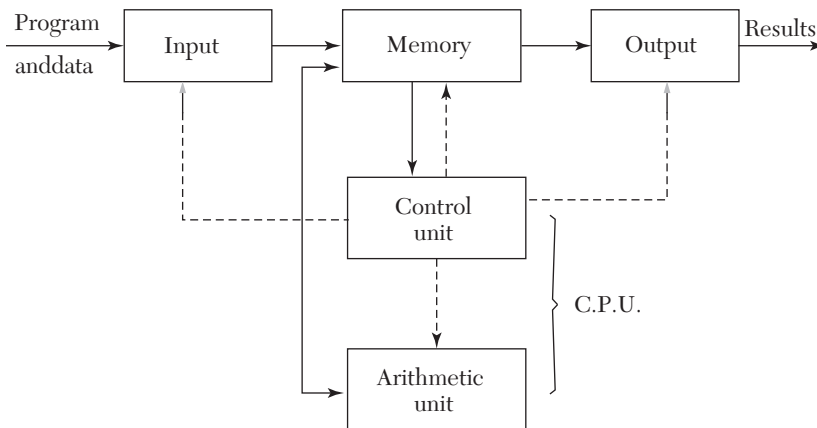 Program
anddata
Input
Memory
Output
Results
Control
unit
C.P.U.
Arithmetic
unit